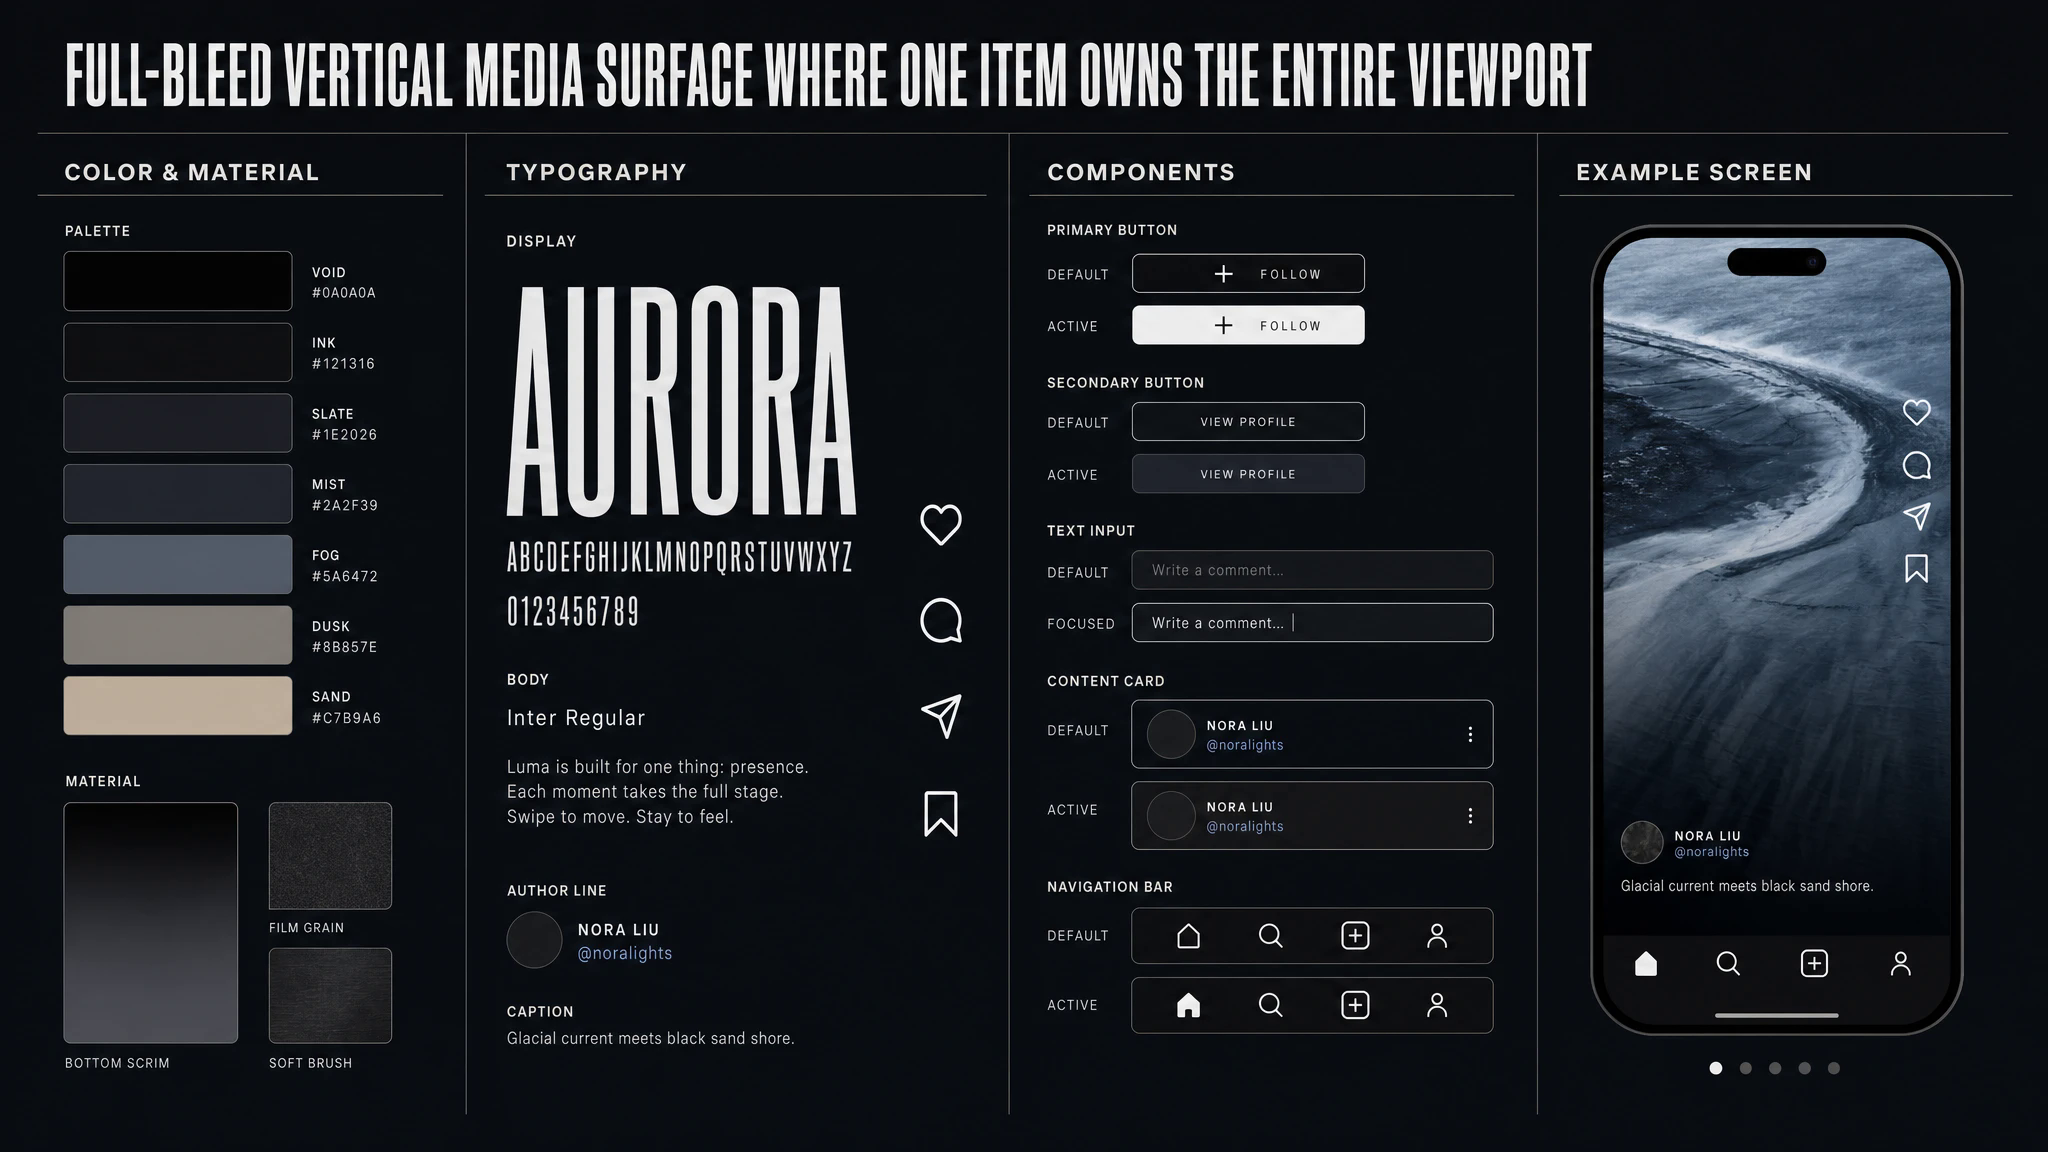 FULL-BLEED VERTICAL MEDIA SURFACE WHERE ONE ITEM OWNS THE ENTIRE VIEWPORT
COLOR & MATERIAL
PALETTE
VOID
#0A0A0A
INK
#121316
SLATE
#1E2026
MIST
#2A2F39
FOG
#5A6472
DUSK
#8B857E
SAND
#C7B9A6
MATERIAL
BOTTOM SCRIM
FILM GRAIN
SOFT BRUSH
TYPOGRAPHY
DISPLAY
AURORA
ABCDEFGHIJKLMNOPQRSTUVWXYZ
0123456789
BODY
Inter Regular
Luma is built for one thing: presence.
Each moment takes the full stage.
Swipe to move. Stay to feel.
AUTHOR LINE
NORA LIU
@noralights
CAPTION
Glacial current meets black sand shore.
COMPONENTS
PRIMARY BUTTON
DEFAULT
FOLLOW
ACTIVE
FOLLOW
SECONDARY BUTTON
DEFAULT
VIEW PROFILE
ACTIVE
VIEW PROFILE
TEXT INPUT
DEFAULT
Write a comment...
FOCUSED
Write a comment...
CONTENT CARD
DEFAULT
NORA LIU
@noralights
ACTIVE
NORA LIU
@noralights
NAVIGATION BAR
DEFAULT
ACTIVE
EXAMPLE SCREEN
NORA LIU
@noralights
Glacial current meets black sand shore.